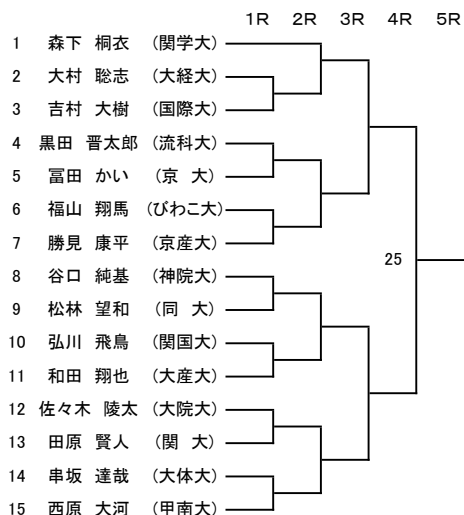 1R 2R 3R 4R 5R
1 森下 桐衣 (関学大)
2 大村 聡志 (大経大)
3 吉村 大樹 (国際大)
4 黒田 晋太郎 (流科大)
5 冨田 かい (京 大)
6 福山 翔馬 (びわこ大)
7 勝見 康平 (京産大)
25
8 谷口 純基 (神院大)
9 松林 望和 (同 大)
10 弘川 飛鳥 (関国大)
11 和田 翔也 (大産大)
12 佐々木 陵太 (大院大)
13 田原 賢人 (関 大)
14 串坂 達哉 (大体大)
15 西原 大河 (甲南大)